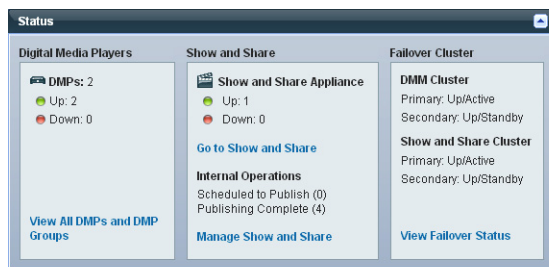 Status
Digital Media Players
DMPs: 2
Up: 2
Down: 0
View All DMPs and DMP
Groups
Show and Share
Show and Share Appliance
Up: 1
Down: 0
Go to Show and Share
Internal Operations
Scheduled to Publish (0)
Publishing Complete (4)
Manage Show and Share
Failover Cluster
DMM Cluster
Primary: Up/Active
Secondary: Up/Standby
Show and Share Cluster
Primary: Up/Active
Secondary: Up/Standby
View Failover Status